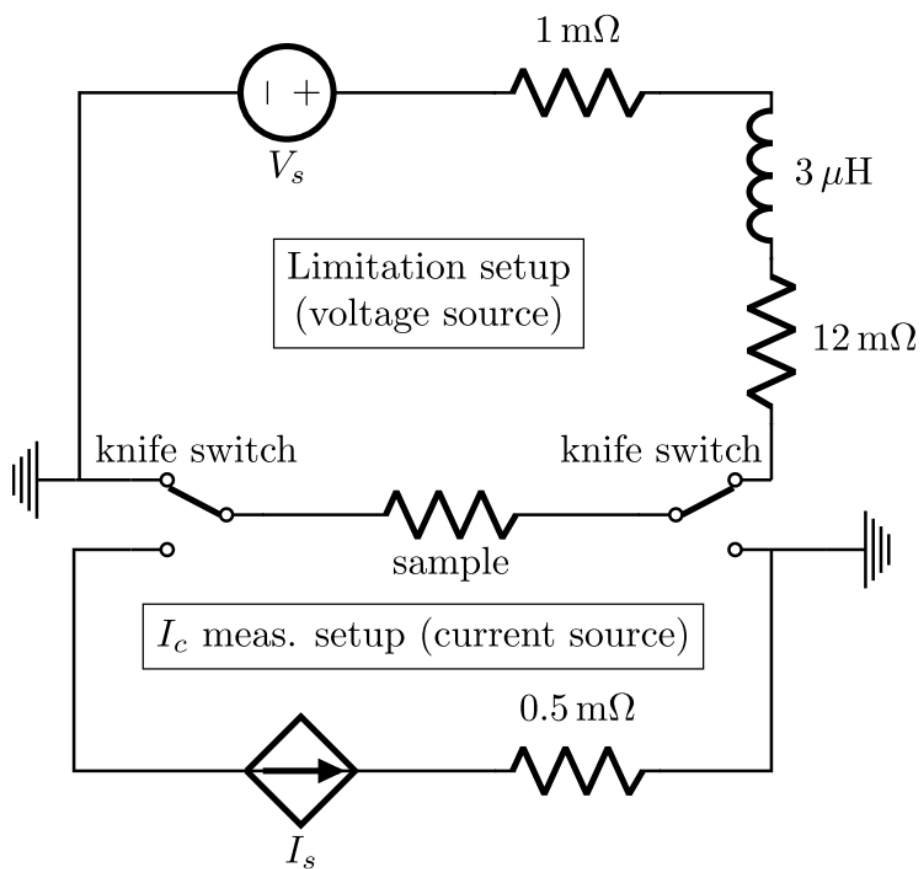 1 mΩ
V_s
3 μH
Limitation setup
(voltage source)
12 mΩ
knife switch
knife switch
sample
I_c meas. setup (current source)
0.5 mΩ
I_s